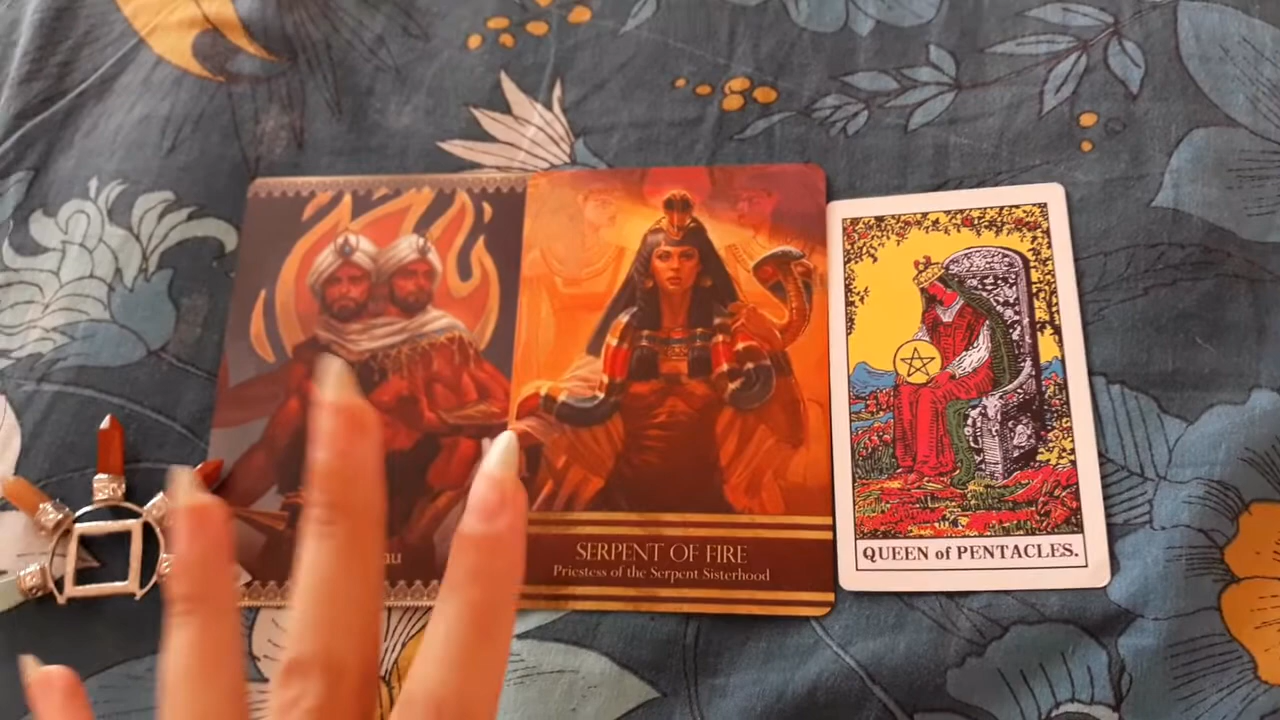 SERPENT OF FIRE
Priestess of the Serpent Sisterhood
QUEEN of PENTACLES.